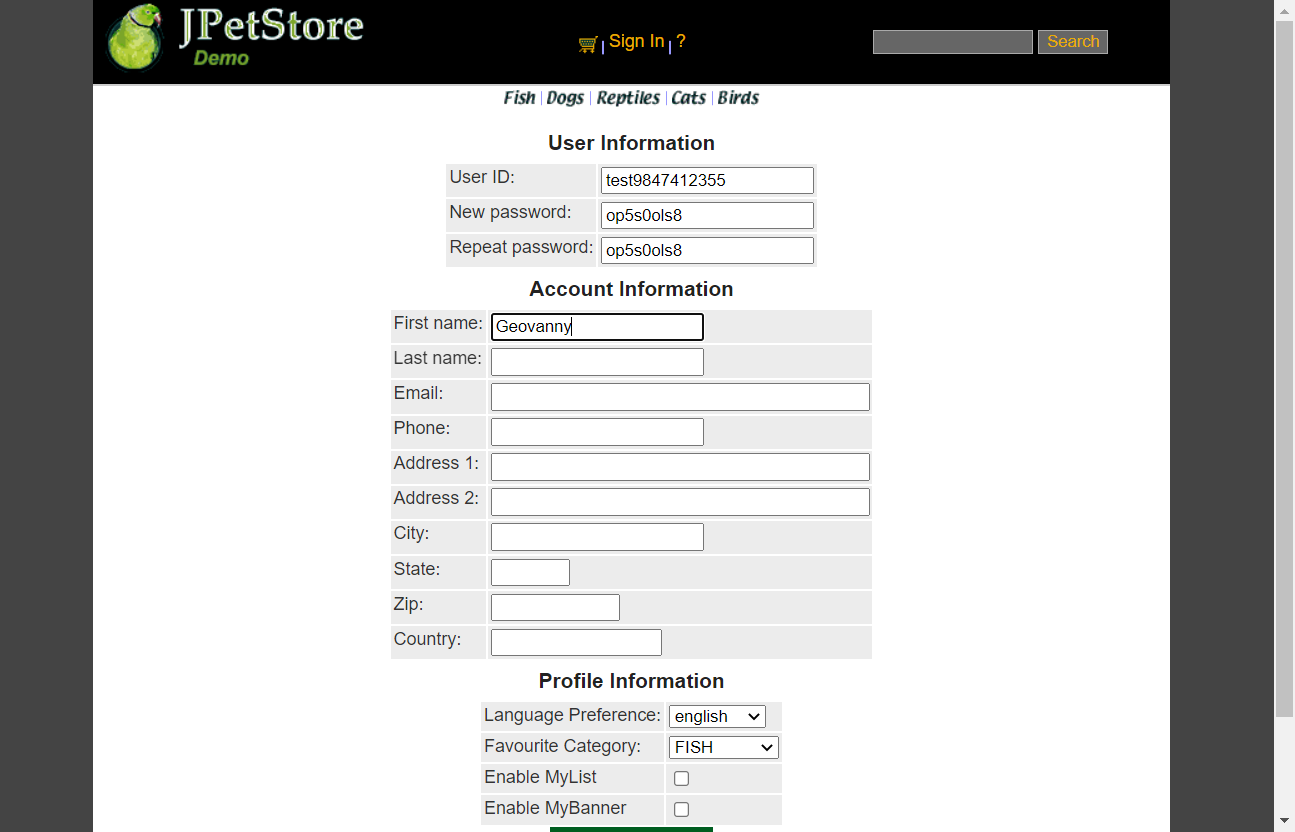 JPetStore
Demo
Sign In | ?
Search
Fish | Dogs | Reptiles | Cats | Birds
User Information
User ID: test9847412355
New password: op5s0ols8
Repeat password: op5s0ols8
Account Information
First name: Geovanny
Last name:
Email:
Phone:
Address 1:
Address 2:
City:
State:
Zip:
Country:
Profile Information
Language Preference: english
Favourite Category: FISH
Enable MyList
Enable MyBanner